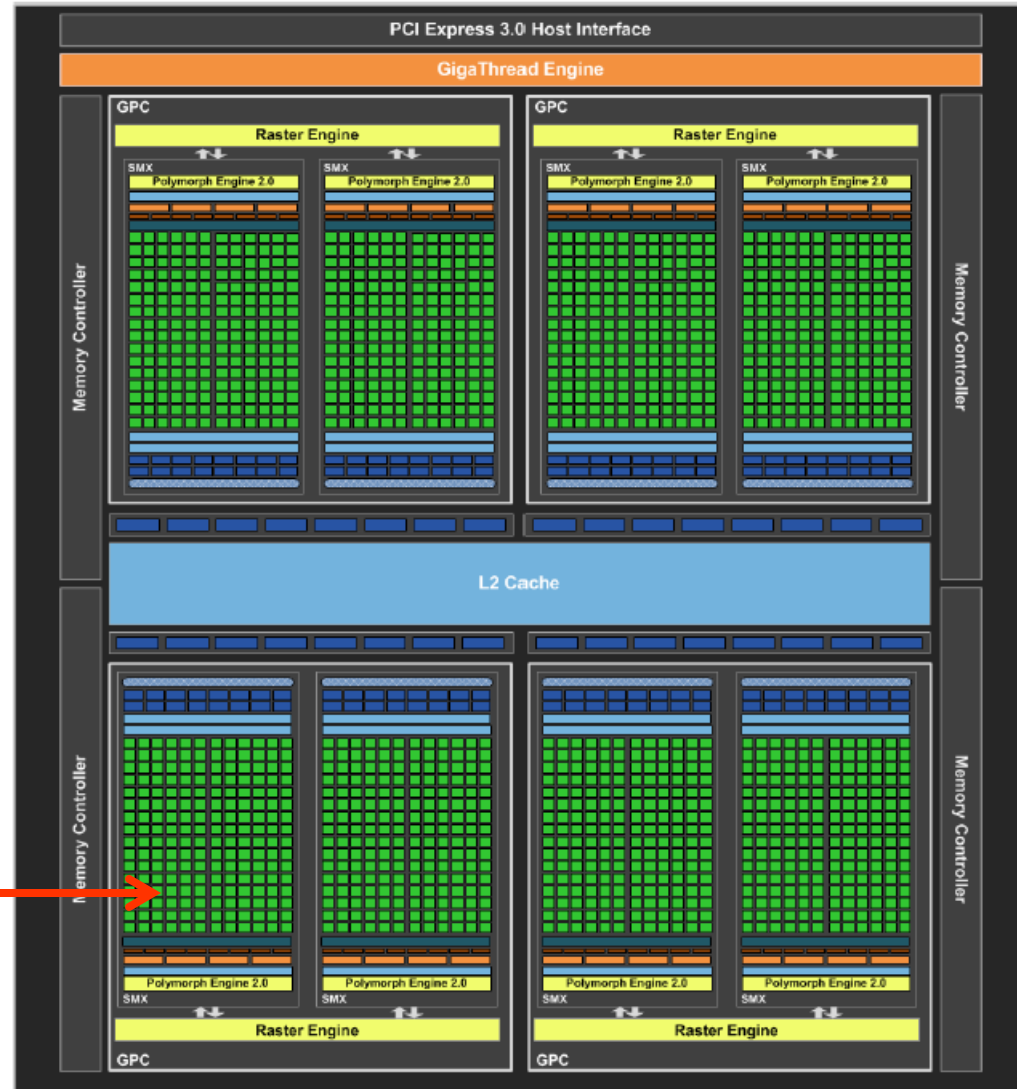 PCI Express 3.0 Host Interface
GigaThread Engine
GPC
GPC
Raster Engine
Raster Engine
SMX
SMX
SMX
SMX
Polymorph Engine 2.0
Polymorph Engine 2.0
Polymorph Engine 2.0
Polymorph Engine 2.0
Memory Controller
Memory Controller
L2 Cache
Memory Controller
Memory Controller
Polymorph Engine 2.0
Polymorph Engine 2.0
Polymorph Engine 2.0
Polymorph Engine 2.0
SMX
SMX
SMX
SMX
Raster Engine
Raster Engine
GPC
GPC